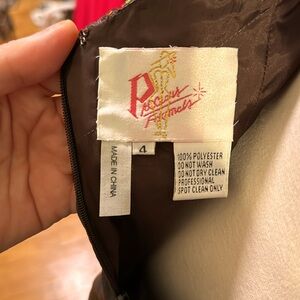 Precious
Formals
MADE IN CHINA
4
100% POLYESTER
DO NOT WASH
DO NOT DRY CLEAN
PROFESSIONAL
SPOT CLEAN ONLY